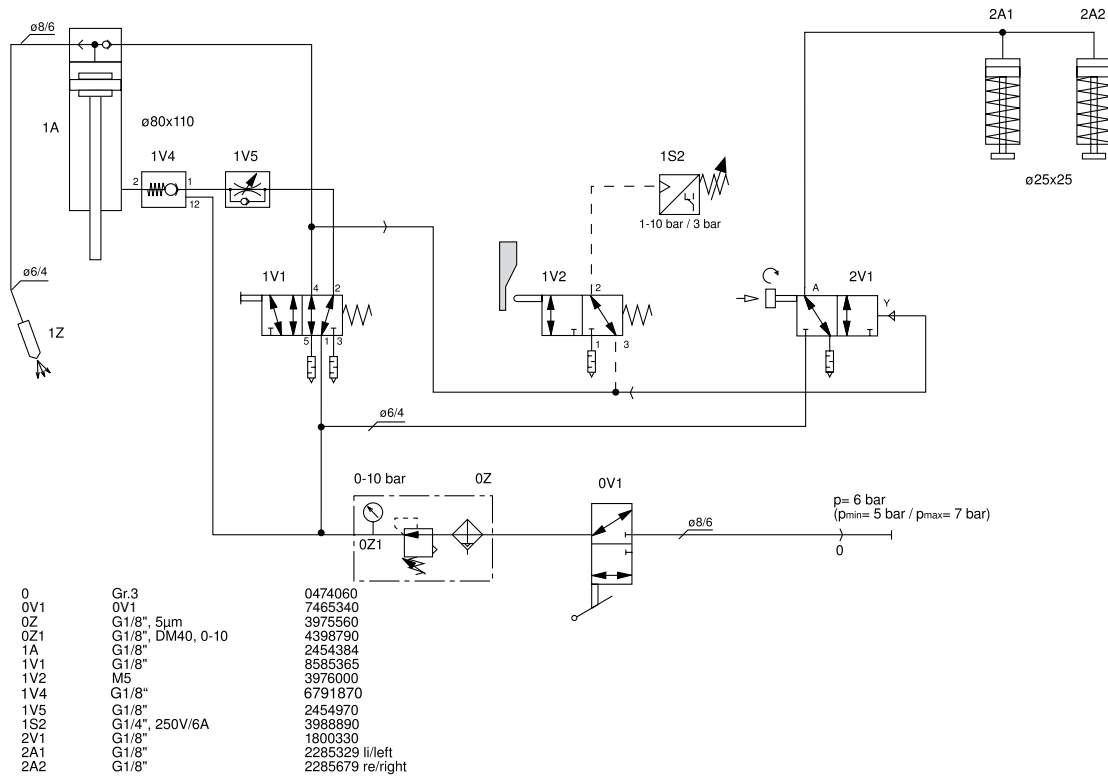 ø8/6
2A1
2A2
1A
ø80x110
1V4
1V5
2
1
12
1S2
1-10 bar / 3 bar
ø25x25
ø6/4
1Z
1V1
4
2
5
1
3
1V2
2
1
3
2V1
A
Y
ø6/4
0-10 bar
0Z
0Z1
0V1
ø8/6
p= 6 bar
(pmin= 5 bar / pmax= 7 bar)
0
0 Gr.3 0474060
0V1 0V1 7465340
0Z G1/8", 5µm 3975560
0Z1 G1/8", DM40, 0-10 4398790
1A G1/8" 2454384
1V1 G1/8" 8585365
1V2 M5 3976000
1V4 G1/8“ 6791870
1V5 G1/8" 2454970
1S2 G1/4", 250V/6A 3988890
2V1 G1/8" 1800330
2A1 G1/8" 2285329 li/left
2A2 G1/8" 2285679 re/right